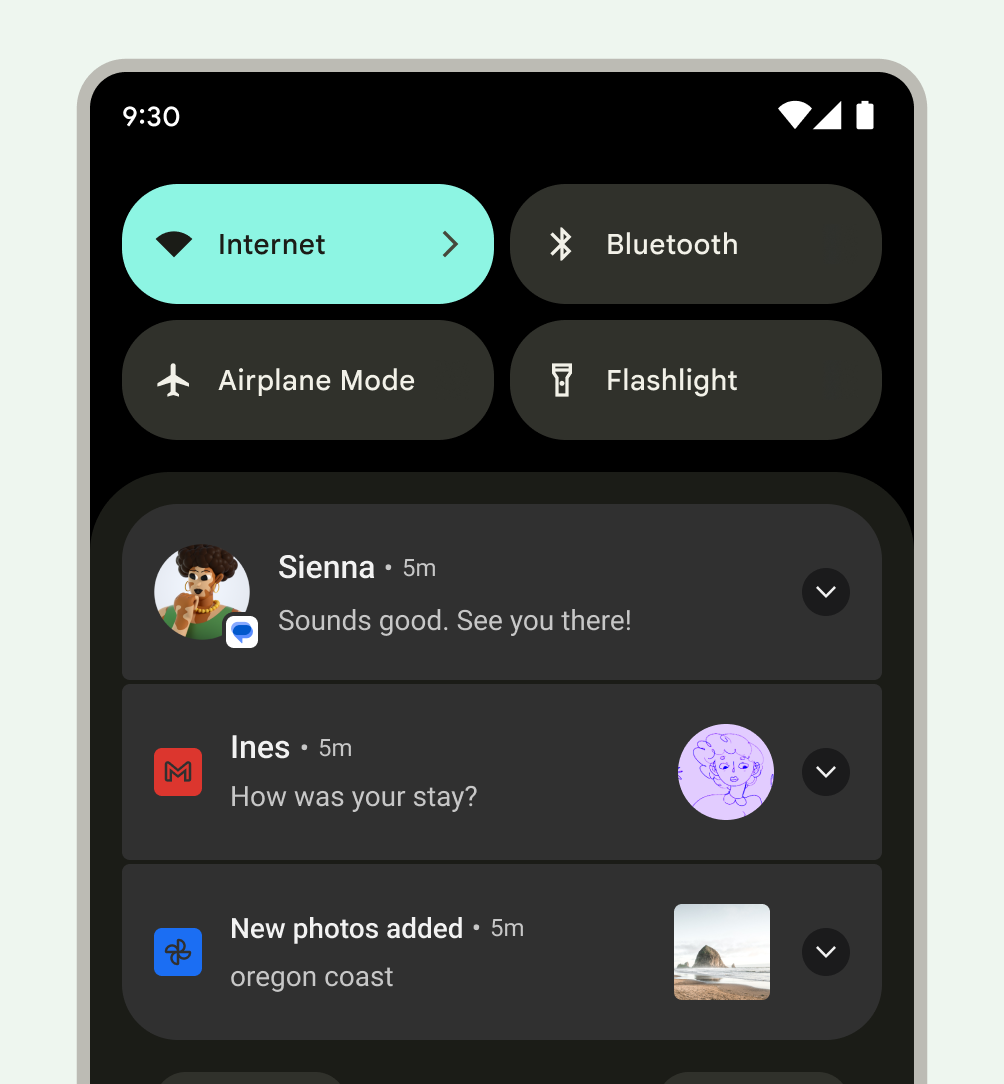 9:30
Internet
Bluetooth
Airplane Mode
Flashlight
Sienna • 5m
Sounds good. See you there!
Ines • 5m
How was your stay?
New photos added • 5m
oregon coast